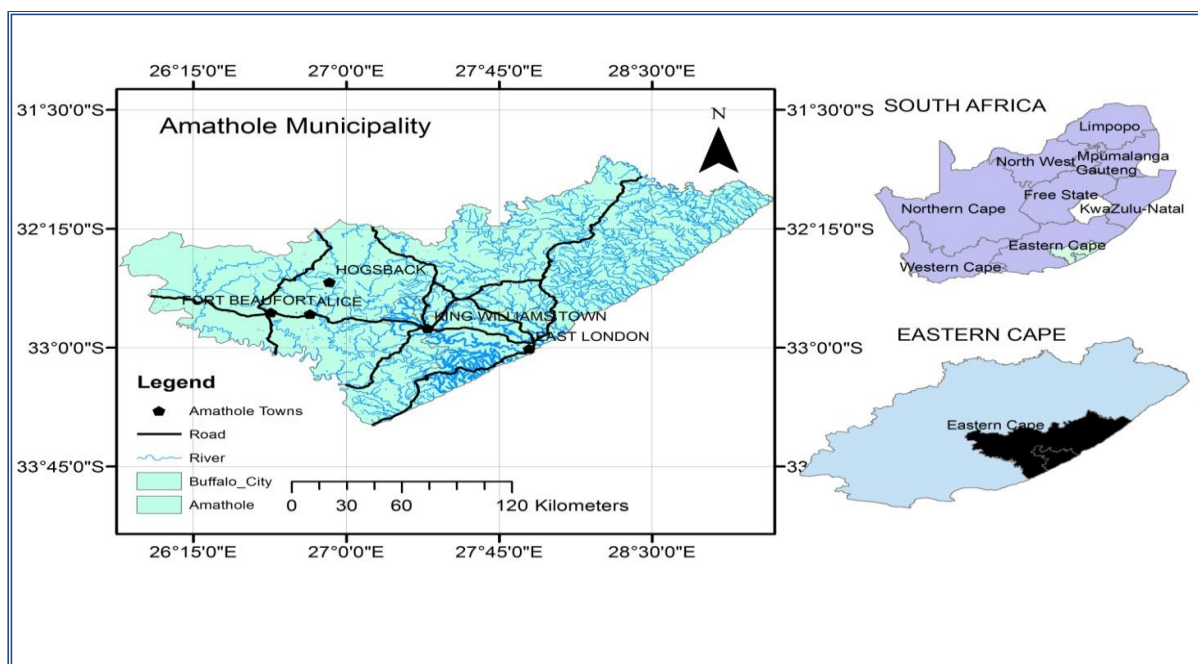 26°15'0"E 27°0'0"E 27°45'0"E 28°30'0"E
31°30'0"S
Amathole Municipality
N
32°15'0"S
HOGSBACK
FORT BEAUFORT
ALICE
KING WILLIAMS TOWN
EAST LONDON
33°0'0"S
33°45'0"S
Legend
Amathole Towns
Road
River
Buffalo_City
Amathole
0 30 60 120 Kilometers
31°30'0"S
32°15'0"S
33°0'0"S
33
26°15'0"E 27°0'0"E 27°45'0"E 28°30'0"E
SOUTH AFRICA
Limpopo
North West
Mpumalanga
Gauteng
Free State
Northern Cape
KwaZulu-Natal
Eastern Cape
Western Cape
EASTERN CAPE
Eastern Cape